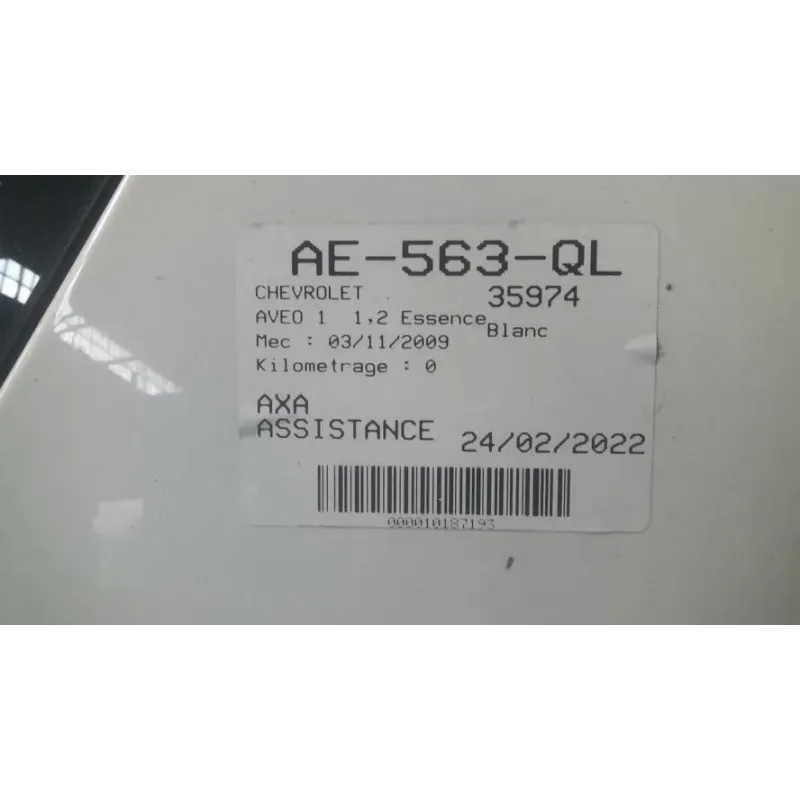 AE-563-QL
CHEVROLET 35974
AVEO 1 1,2 Essence Blanc
Mec : 03/11/2009
Kilometrage : 0
AXA
ASSISTANCE 24/02/2022
000010187193